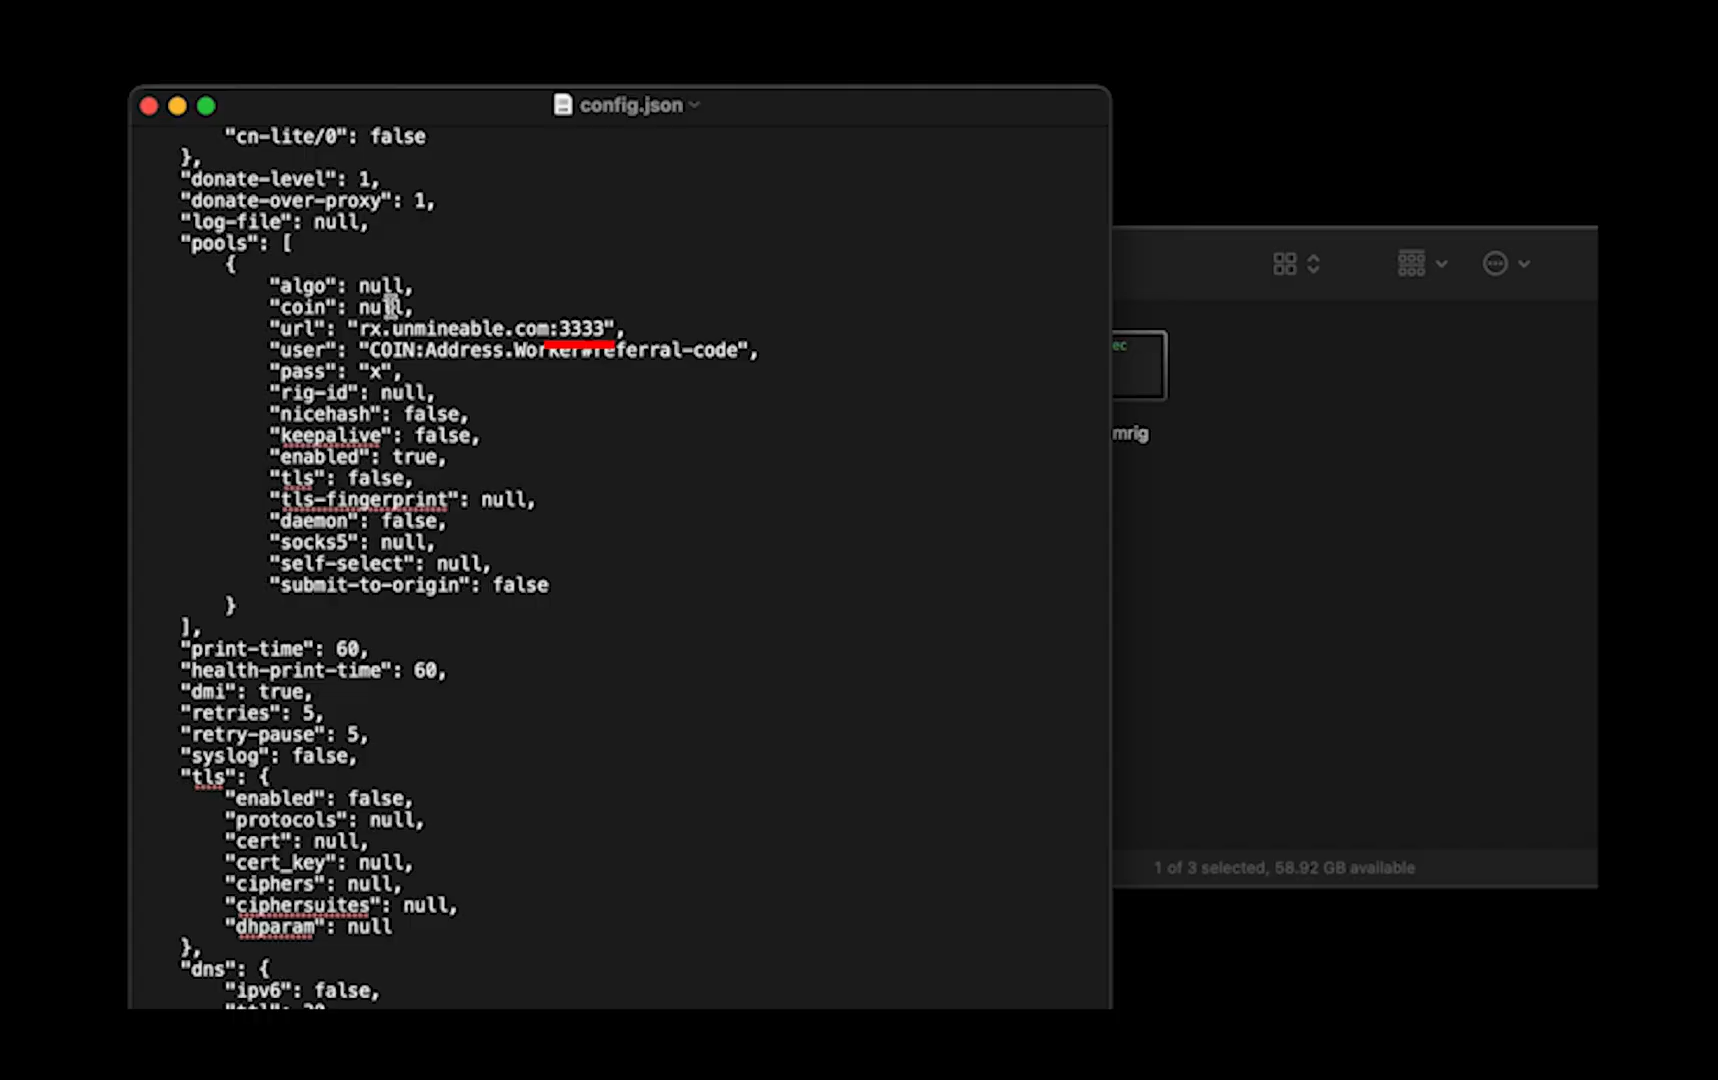 config.json
"cn-lite/0": false
},
"donate-level": 1,
"donate-over-proxy": 1,
"log-file": null,
"pools": [
{
"algo": null,
"coin": null,
"url": "rx.unmineable.com:3333",
"user": "COIN:Address.Worker#referral-code",
"pass": "x",
"rig-id": null,
"nicehash": false,
"keepalive": false,
"enabled": true,
"tls": false,
"tls-fingerprint": null,
"daemon": false,
"socks5": null,
"self-select": null,
"submit-to-origin": false
}
],
"print-time": 60,
"health-print-time": 60,
"dmi": true,
"retries": 5,
"retry-pause": 5,
"syslog": false,
"tls": {
"enabled": false,
"protocols": null,
"cert": null,
"cert_key": null,
"ciphers": null,
"ciphersuites": null,
"dhparam": null
},
"dns": {
"ipv6": false,
ec
mrig
1 of 3 selected, 58.92 GB available